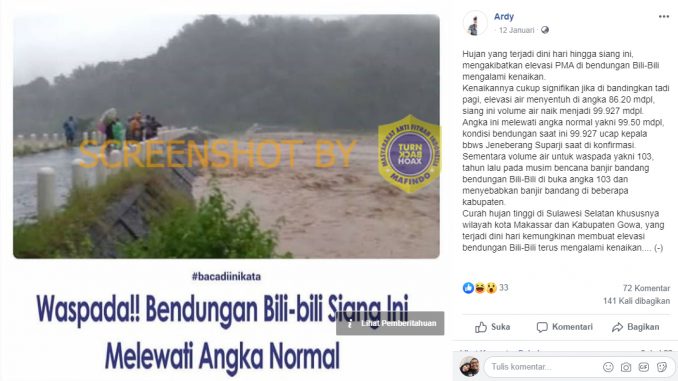 SCREENSHOT BY
MASYARAKAT ANTI FITNAH INDONESIA
TURN
BACK
HOAX
MAFINDO
#bacadiinikata
Waspada!! Bendungan Bili-bili Siang Ini
Melewati Angka Normal
Lihat Pemberitahuan
Ardy
12 Januari
Hujan yang terjadi dini hari hingga siang ini,
mengakibatkan elevasi PMA di bendungan Bili-Bili
mengalami kenaikan.
Kenaikannya cukup signifikan jika di bandingkan tadi
pagi, elevasi air menyentuh di angka 86.20 mdpl,
siang ini volume air naik menjadi 99.927 mdpl.
Angka ini melewati angka normal yakni 99.50 mdpl,
kondisi bendungan saat ini 99.927 ucap kepala
bbws Jeneberang Suparji saat di konfirmasi.
Sementara volume air untuk waspada yakni 103,
tahun lalu pada musim bencana banjir bandang
bendungan Bili-Bili di buka angka 103 dan
menyebabkan banjir bandang di beberapa
kabupaten.
Curah hujan tinggi di Sulawesi Selatan khususnya
wilayah kota Makassar dan Kabupaten Gowa, yang
terjadi dini hari kemungkinan membuat elevasi
bendungan Bili-Bili terus mengalami kenaikan.... (-)
33
72 Komentar
141 Kali dibagikan
Suka
Komentari
Bagikan
Tulis komentar...